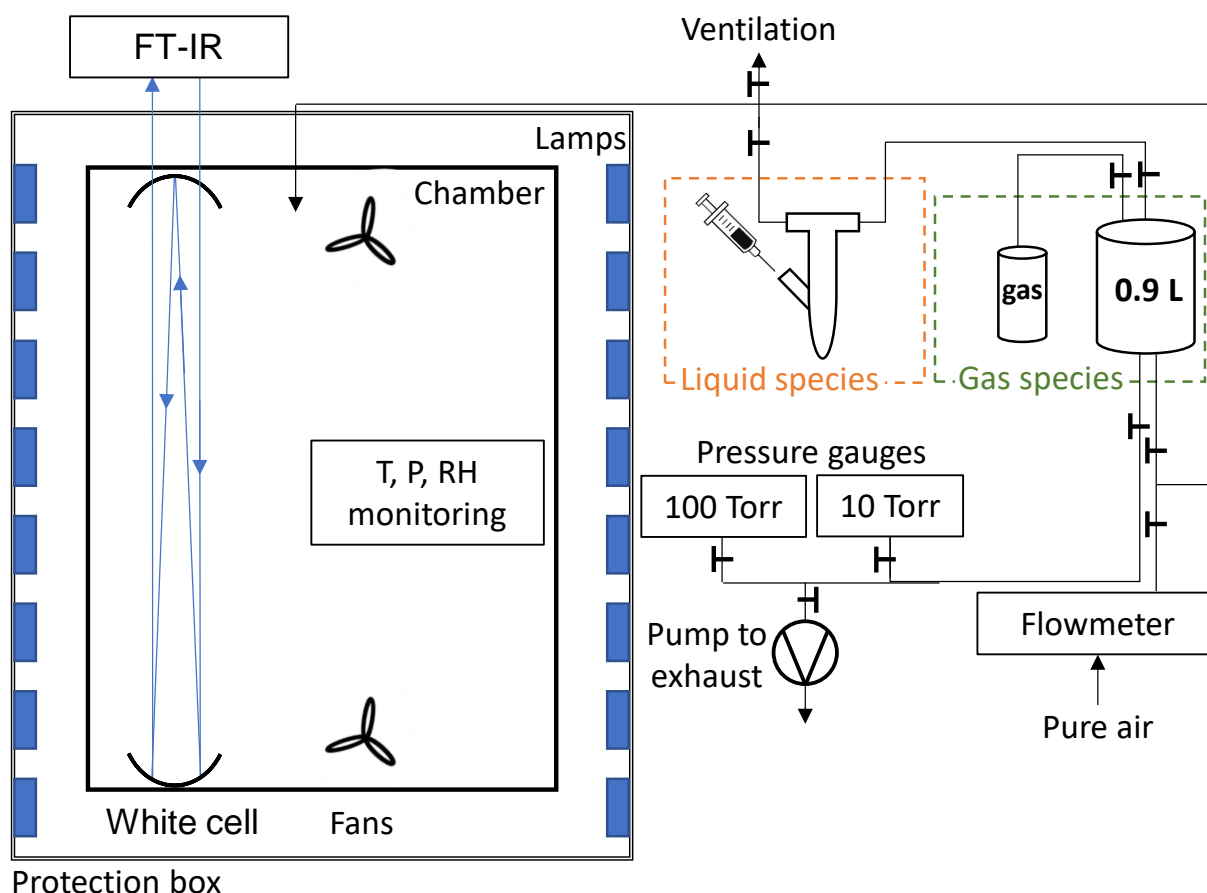 FT-IR
Ventilation
Lamps
Chamber
gas
0.9 L
Liquid species
Gas species
T, P, RH
monitoring
Pressure gauges
100 Torr
10 Torr
Flowmeter
Pump to
exhaust
Pure air
White cell
Fans
Protection box